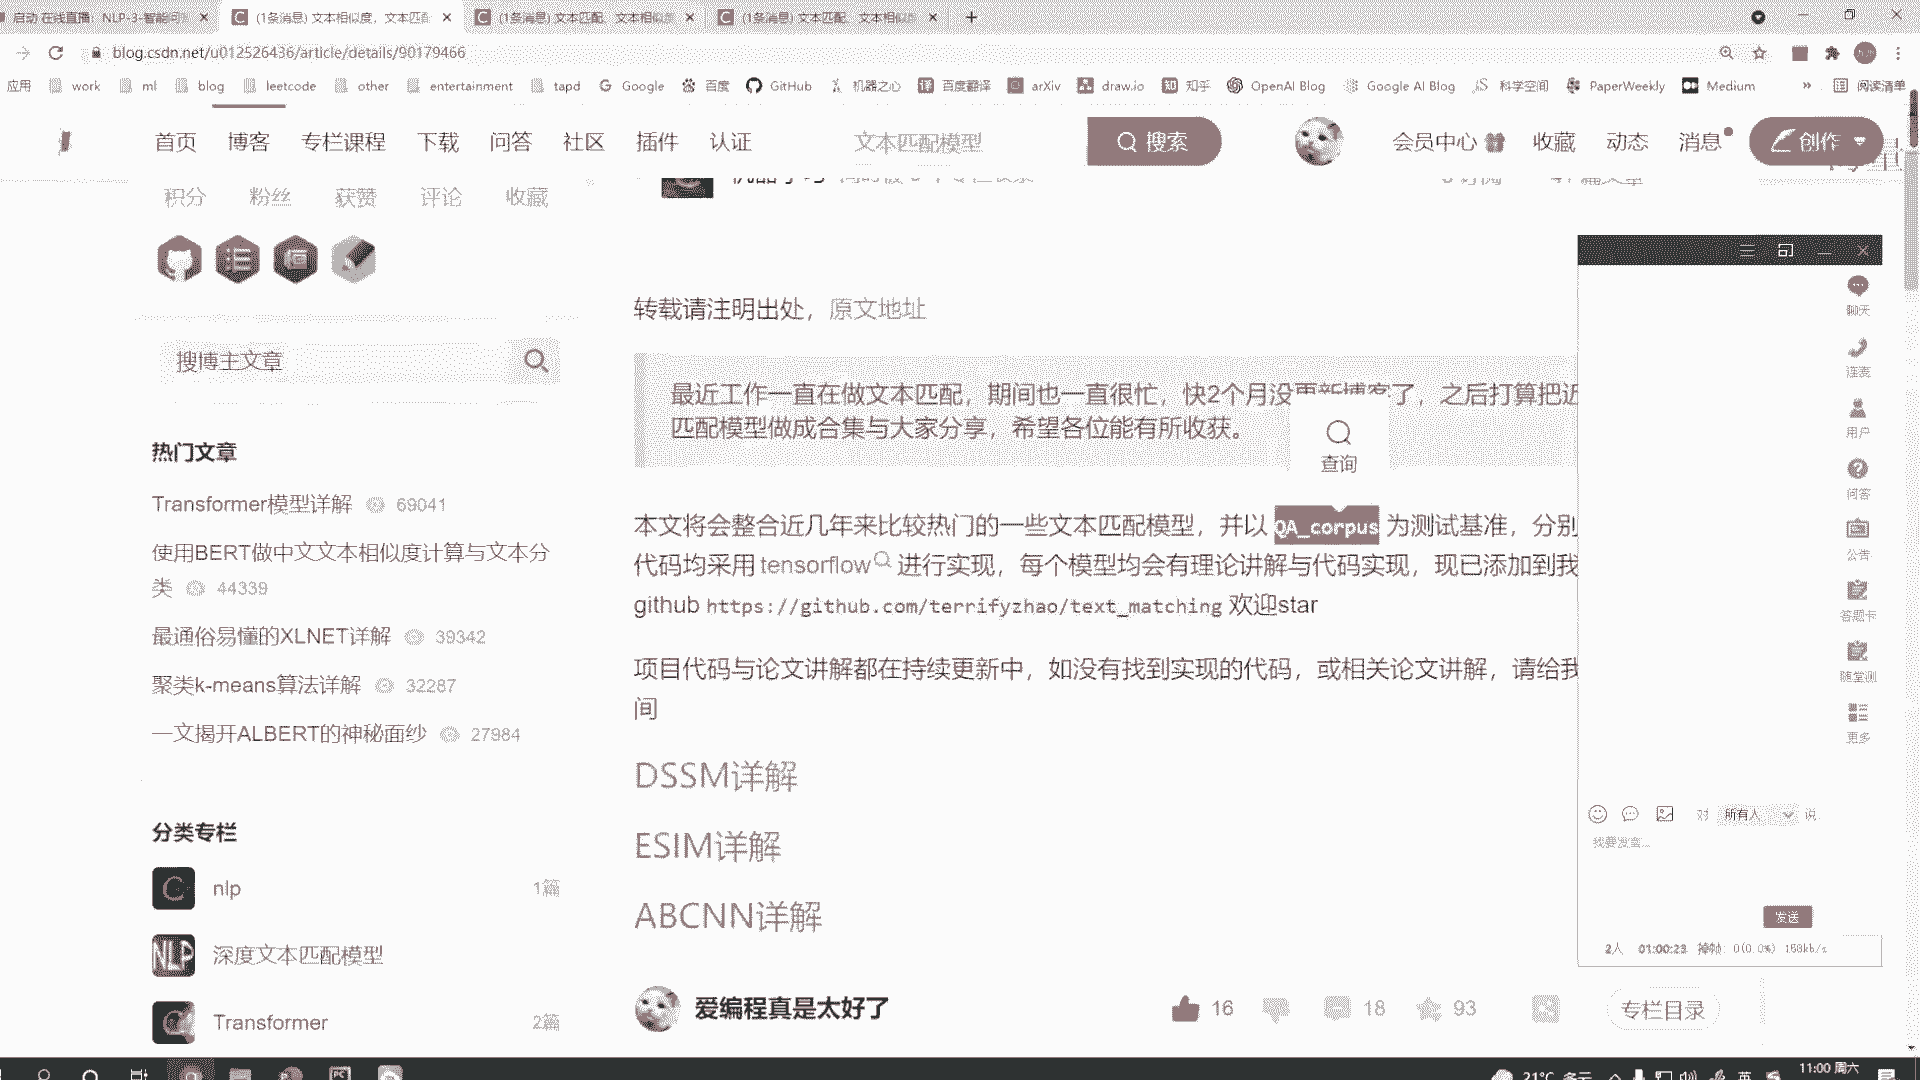 启动 在线直播：NLP-3-智能问
(1条消息) 文本相似度，文本匹配
(1条消息) 文本匹配、文本相似度
(1条消息) 文本匹配、文本相似度
blog.csdn.net/u012526436/article/details/90179466
应用 work ml blog leetcode other entertainment tapd Google 百度 GitHub 机器之心 百度翻译 arXiv draw.io 知乎 OpenAI Blog Google AI Blog 科学空间 PaperWeekly Medium » 阅读清单
首页 博客 专栏课程 下载 问答 社区 插件 认证 文本匹配模型 搜索 会员中心 收藏 动态 消息 创作
积分 粉丝 获赞 评论 收藏
转载请注明出处，原文地址
搜博主文章
最近工作一直在做文本匹配，期间也一直很忙，快2个月没更新博客了，之后打算把近
匹配模型做成合集与大家分享，希望各位能有所收获。
查询
热门文章
Transformer模型详解 69041
使用BERT做中文文本相似度计算与文本分
类 44339
最通俗易懂的XLNET详解 39342
聚类k-means算法详解 32287
一文揭开ALBERT的神秘面纱 27984
本文将会整合近几年来比较热门的一些文本匹配模型，并以 QA_corpus 为测试基准，分别
代码均采用 tensorflow 进行实现，每个模型均会有理论讲解与代码实现，现已添加到我
github https://github.com/terrifyzhao/text_matching 欢迎star
项目代码与论文讲解都在持续更新中，如没有找到实现的代码，或相关论文讲解，请给我
间
DSSM详解
ESIM详解
ABCNN详解
分类专栏
nlp 1篇
NLP 深度文本匹配模型
Transformer 2篇
爱编程真是太好了 16 18 93 专栏目录
聊天
连麦
用户
问答
公告
答题卡
随堂测
更多
对 所有人 说
我要发言...
发送
2人 01:00:23 掉帧: 0(0.0%) 158kb/s
21°C 多云 英 11:00 周六